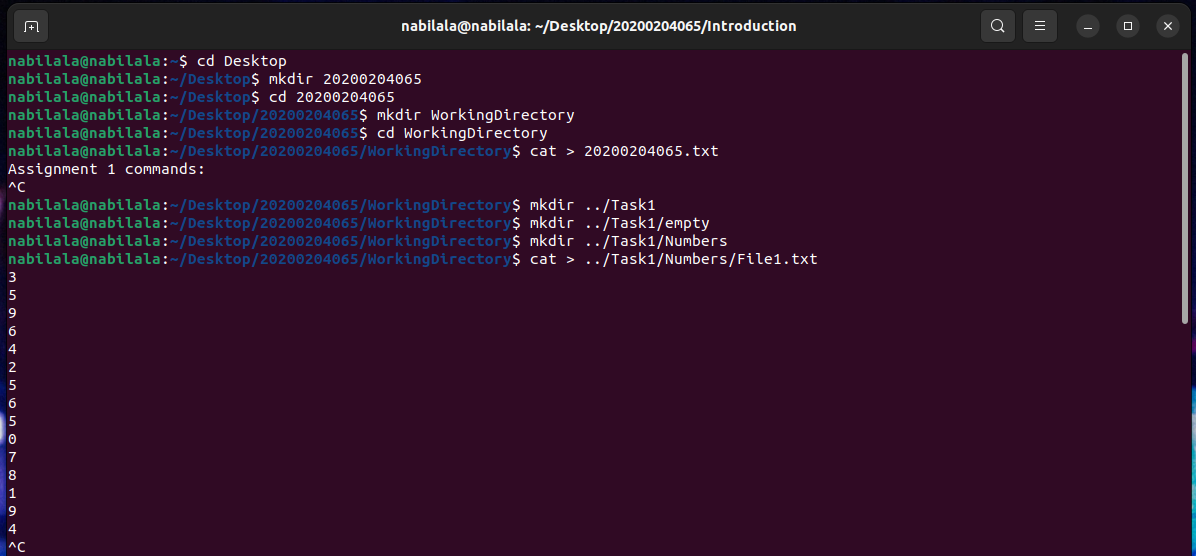 nabilala@nabilala: ~/Desktop/20200204065/Introduction
nabilala@nabilala:~$ cd Desktop
nabilala@nabilala:~/Desktop$ mkdir 20200204065
nabilala@nabilala:~/Desktop$ cd 20200204065
nabilala@nabilala:~/Desktop/20200204065$ mkdir WorkingDirectory
nabilala@nabilala:~/Desktop/20200204065$ cd WorkingDirectory
nabilala@nabilala:~/Desktop/20200204065/WorkingDirectory$ cat > 20200204065.txt
Assignment 1 commands:
^C
nabilala@nabilala:~/Desktop/20200204065/WorkingDirectory$ mkdir ../Task1
nabilala@nabilala:~/Desktop/20200204065/WorkingDirectory$ mkdir ../Task1/empty
nabilala@nabilala:~/Desktop/20200204065/WorkingDirectory$ mkdir ../Task1/Numbers
nabilala@nabilala:~/Desktop/20200204065/WorkingDirectory$ cat > ../Task1/Numbers/File1.txt
3
5
9
6
4
2
5
6
5
0
7
8
1
9
4
^C